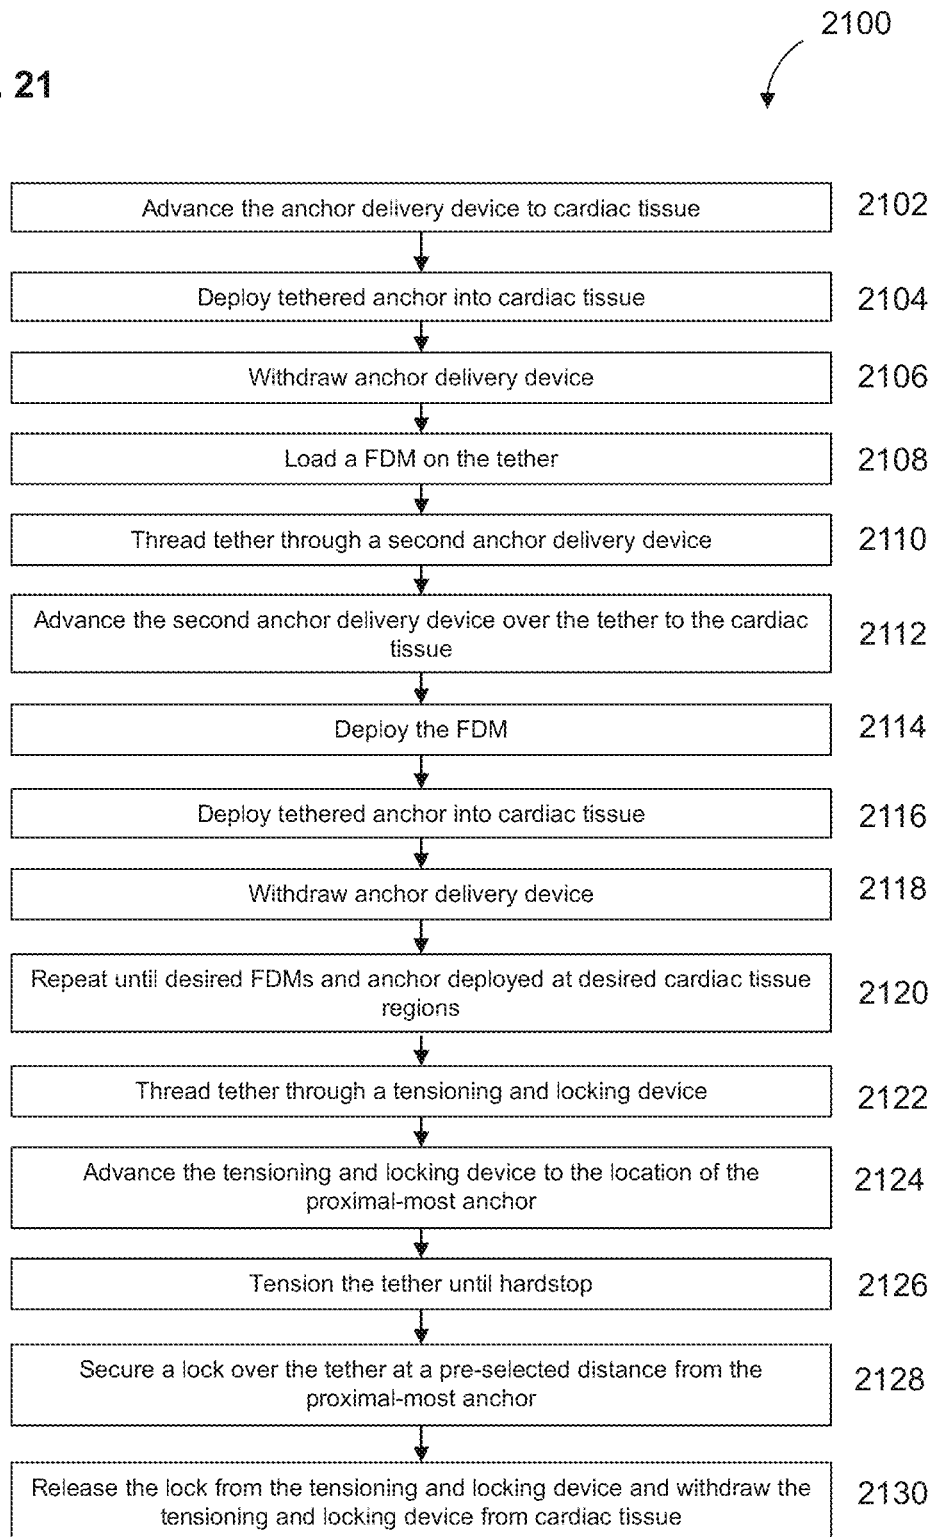 2100
. 21
Advance the anchor delivery device to cardiac tissue
2102
Deploy tethered anchor into cardiac tissue
2104
Withdraw anchor delivery device
2106
Load a FDM on the tether
2108
Thread tether through a second anchor delivery device
2110
Advance the second anchor delivery device over the tether to the cardiac
tissue
2112
Deploy the FDM
2114
Deploy tethered anchor into cardiac tissue
2116
Withdraw anchor delivery device
2118
Repeat until desired FDMs and anchor deployed at desired cardiac tissue
regions
2120
Thread tether through a tensioning and locking device
2122
Advance the tensioning and locking device to the location of the
proximal-most anchor
2124
Tension the tether until hardstop
2126
Secure a lock over the tether at a pre-selected distance from the
proximal-most anchor
2128
Release the lock from the tensioning and locking device and withdraw the
tensioning and locking device from cardiac tissue
2130